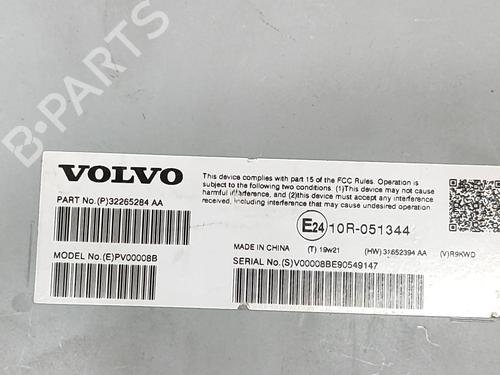 B-PARTS
VOLVO
This device complies with part 15 of the FCC Rules. Operation is
subject to the following two conditions. (1)This device may not cause
harmful interference, and (2)this device must accept any interference
received, including interference that may cause undesired operation.
PART No.(P)32265284 AA
E24 10R-051344
MADE IN CHINA (T) 19w21 (HW) 31652394 AA (V)R9KWD
MODEL No.(E)PV00008B
SERIAL No.(S)V00008BE90549147